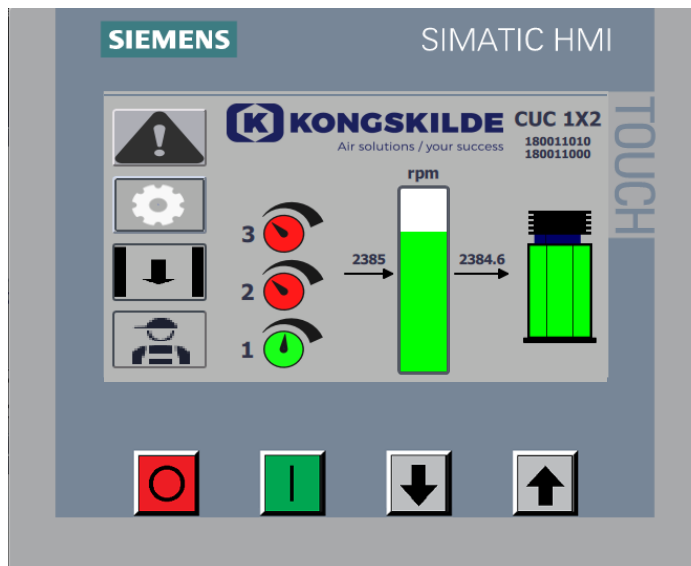 SIEMENS
SIMATIC HMI
TOUCH
K KONGSKILDE
Air solutions / your success
CUC 1X2
180011010
180011000
rpm
3
2385
2384.6
2
1